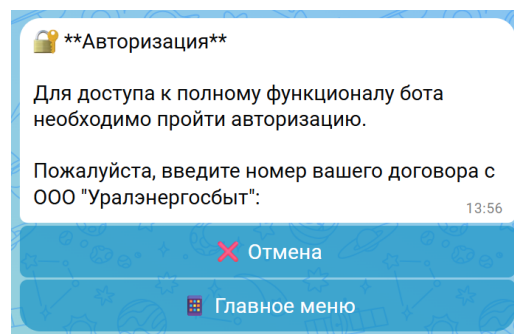 🔐 **Авторизация**
Для доступа к полному функционалу бота
необходимо пройти авторизацию.
Пожалуйста, введите номер вашего договора с
ООО "Уралэнергосбыт":
13:56
❌ Отмена
Главное меню